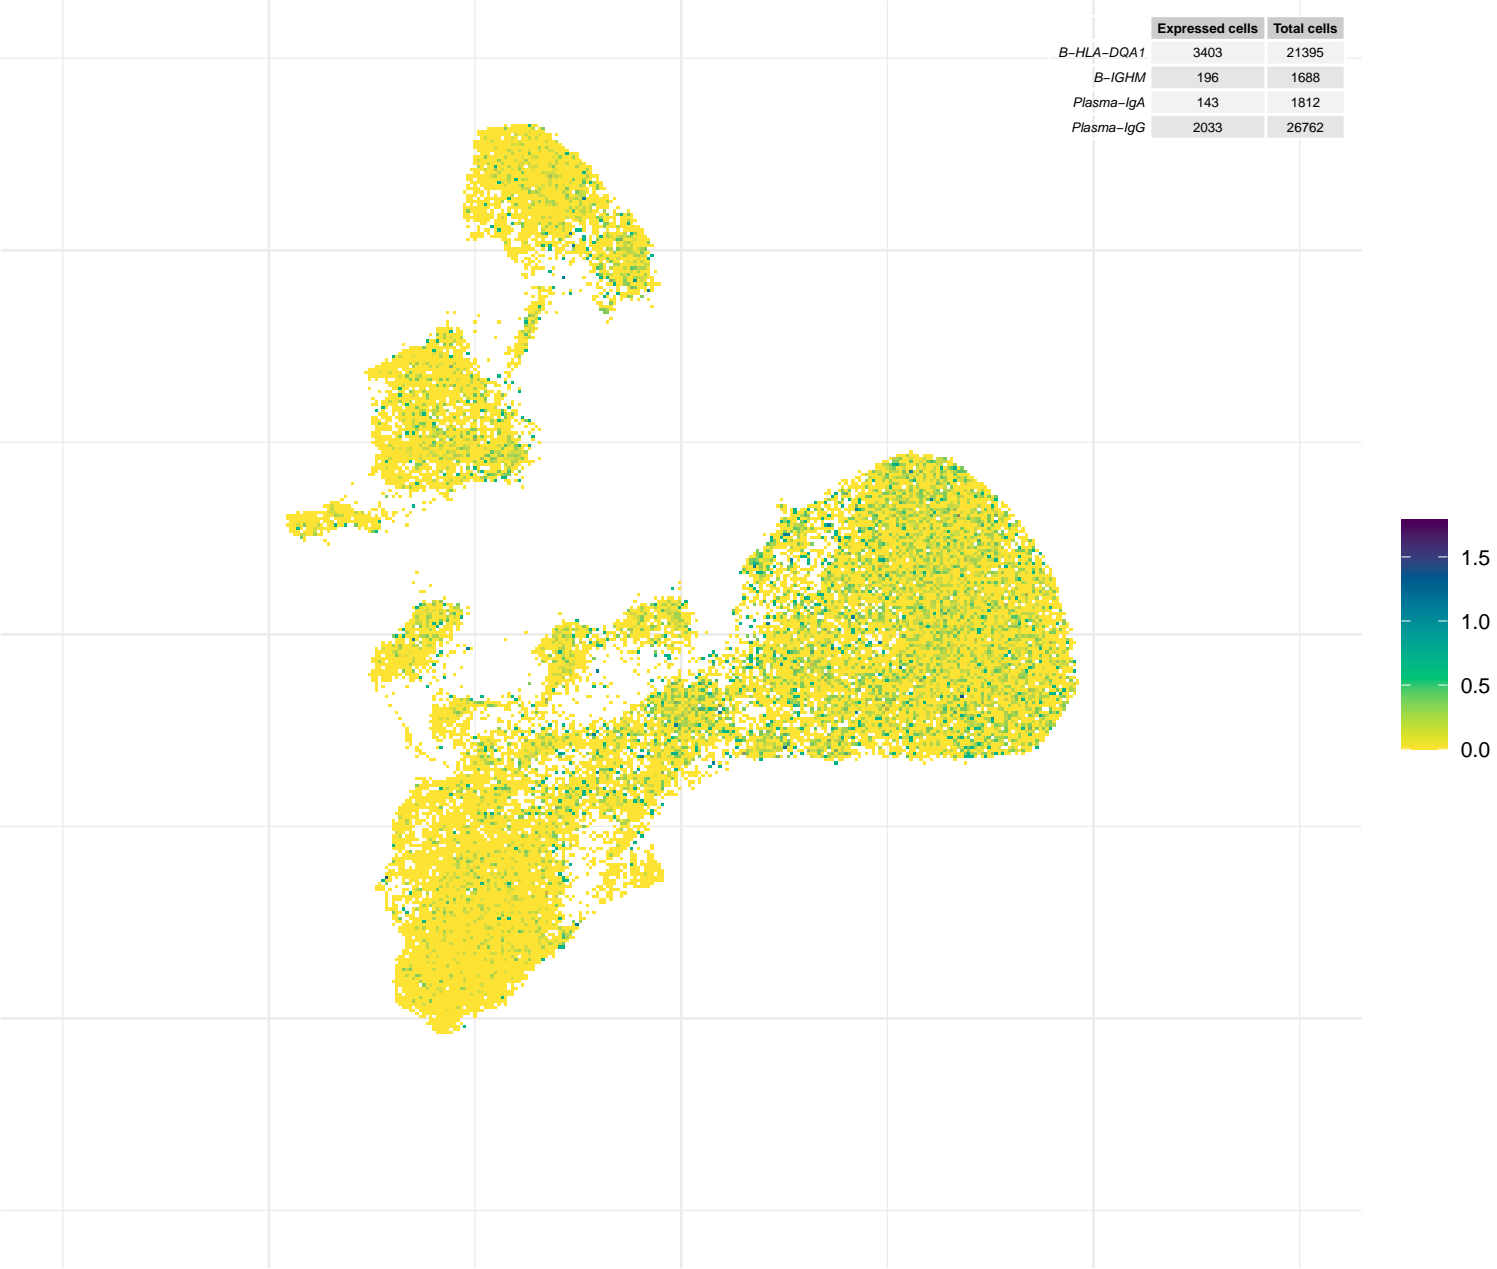 Expressed cells Total cells
B−HLA−DQA1 3403 21395
B−IGHM 196 1688
Plasma−IgA 143 1812
Plasma−IgG 2033 26762
1.5
1.0
0.5
0.0